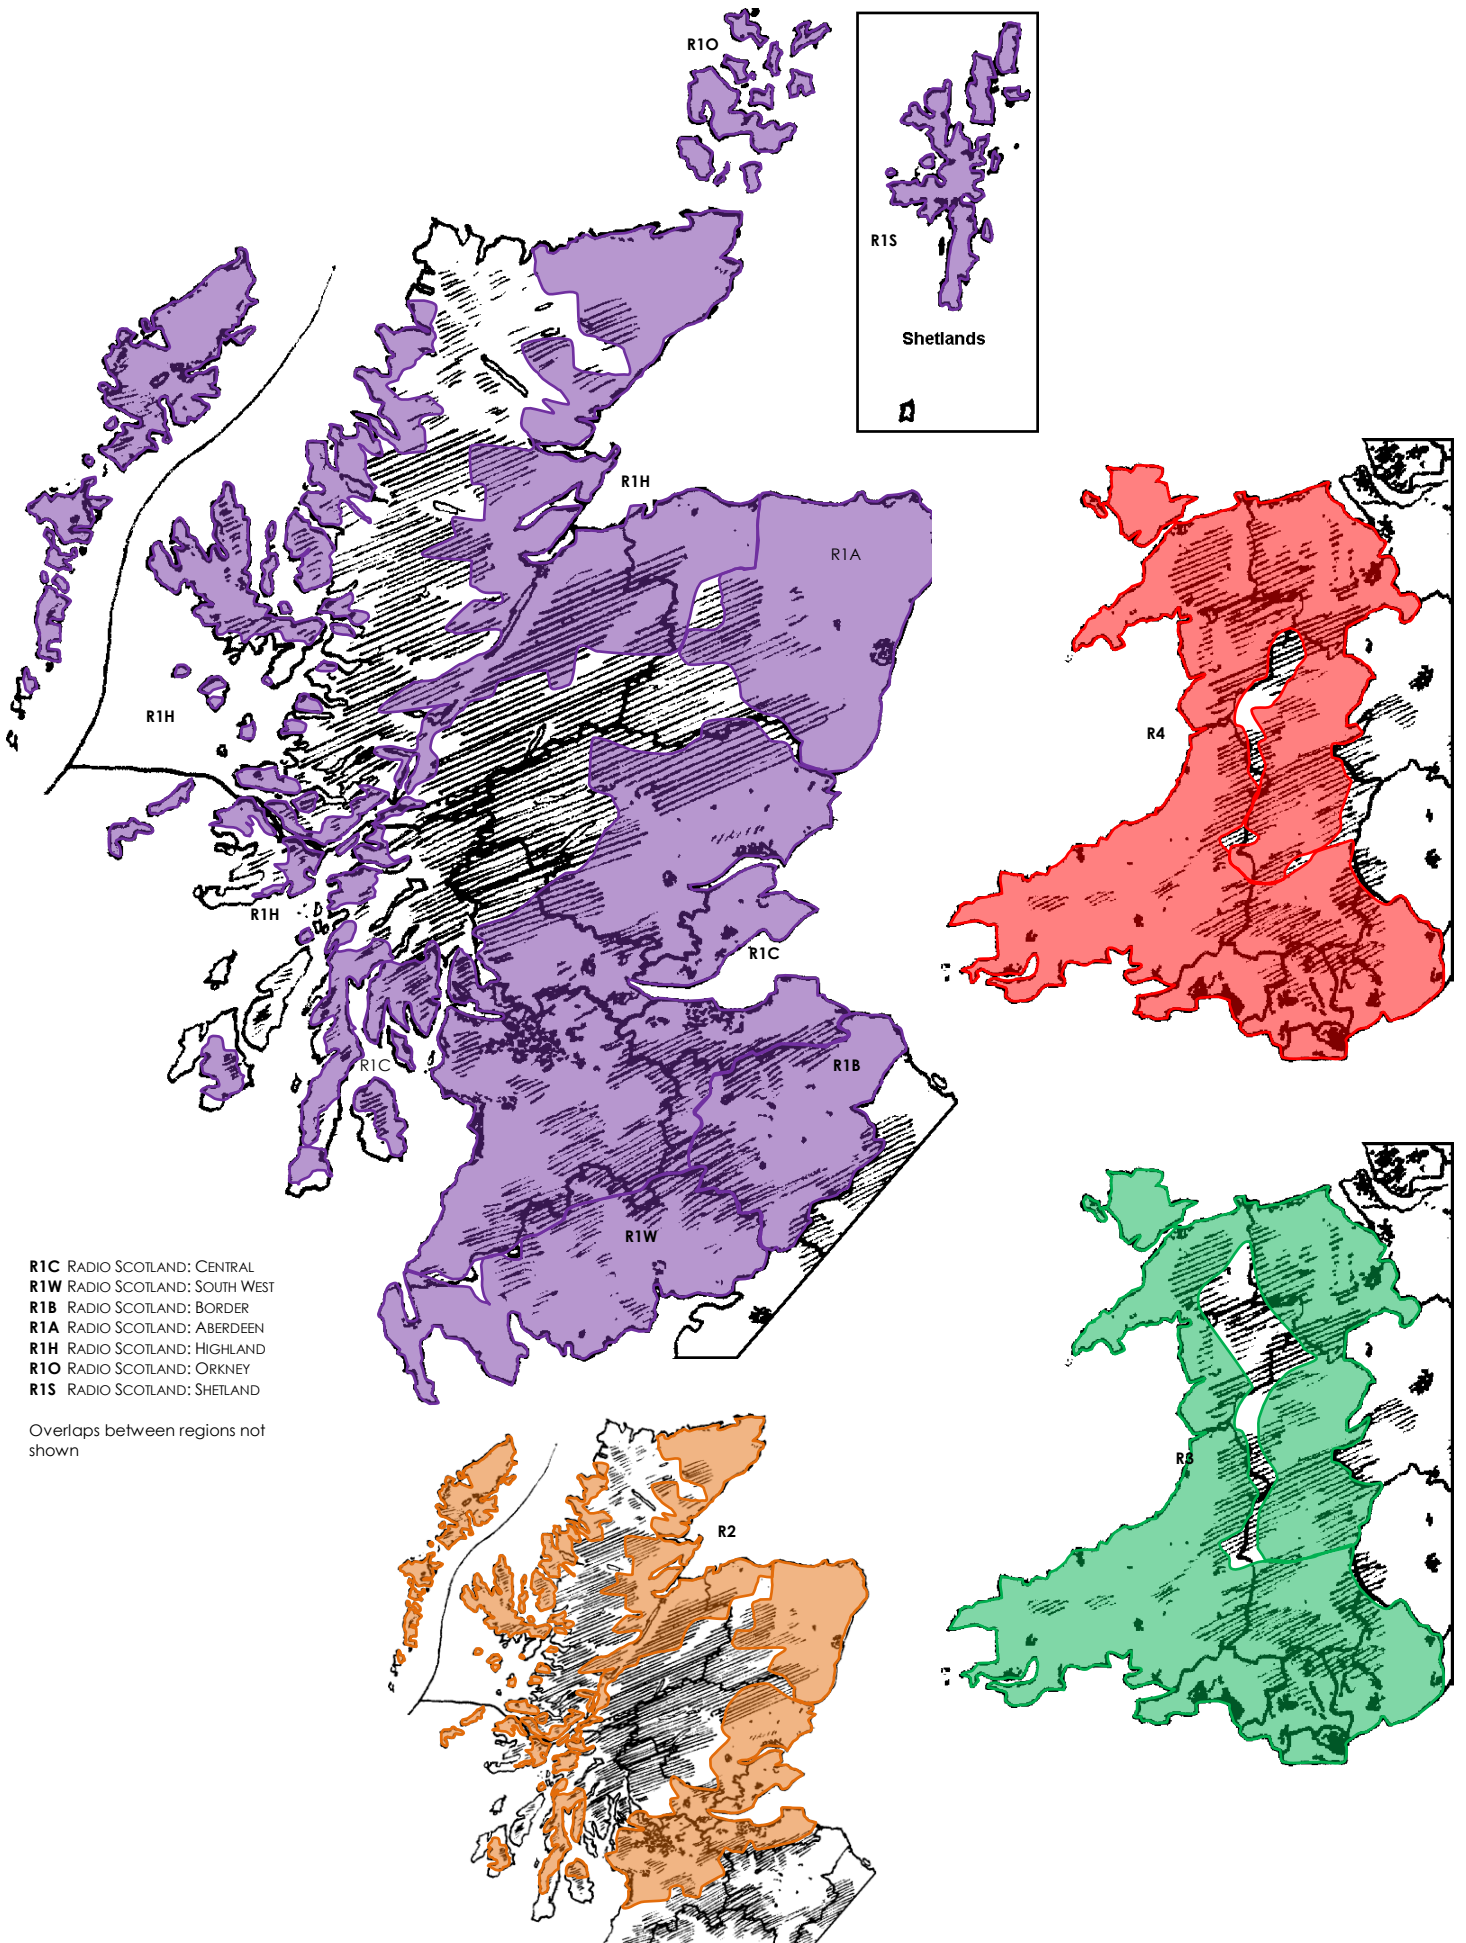 R1O
R1S
Shetlands
R1H
R1A
R1H
R4
R1H
R1C
R1C
R1B
R1W
R1C RADIO SCOTLAND: CENTRAL
R1W RADIO SCOTLAND: SOUTH WEST
R1B RADIO SCOTLAND: BORDER
R1A RADIO SCOTLAND: ABERDEEN
R1H RADIO SCOTLAND: HIGHLAND
R1O RADIO SCOTLAND: ORKNEY
R1S RADIO SCOTLAND: SHETLAND
Overlaps between regions not
shown
R2
R3